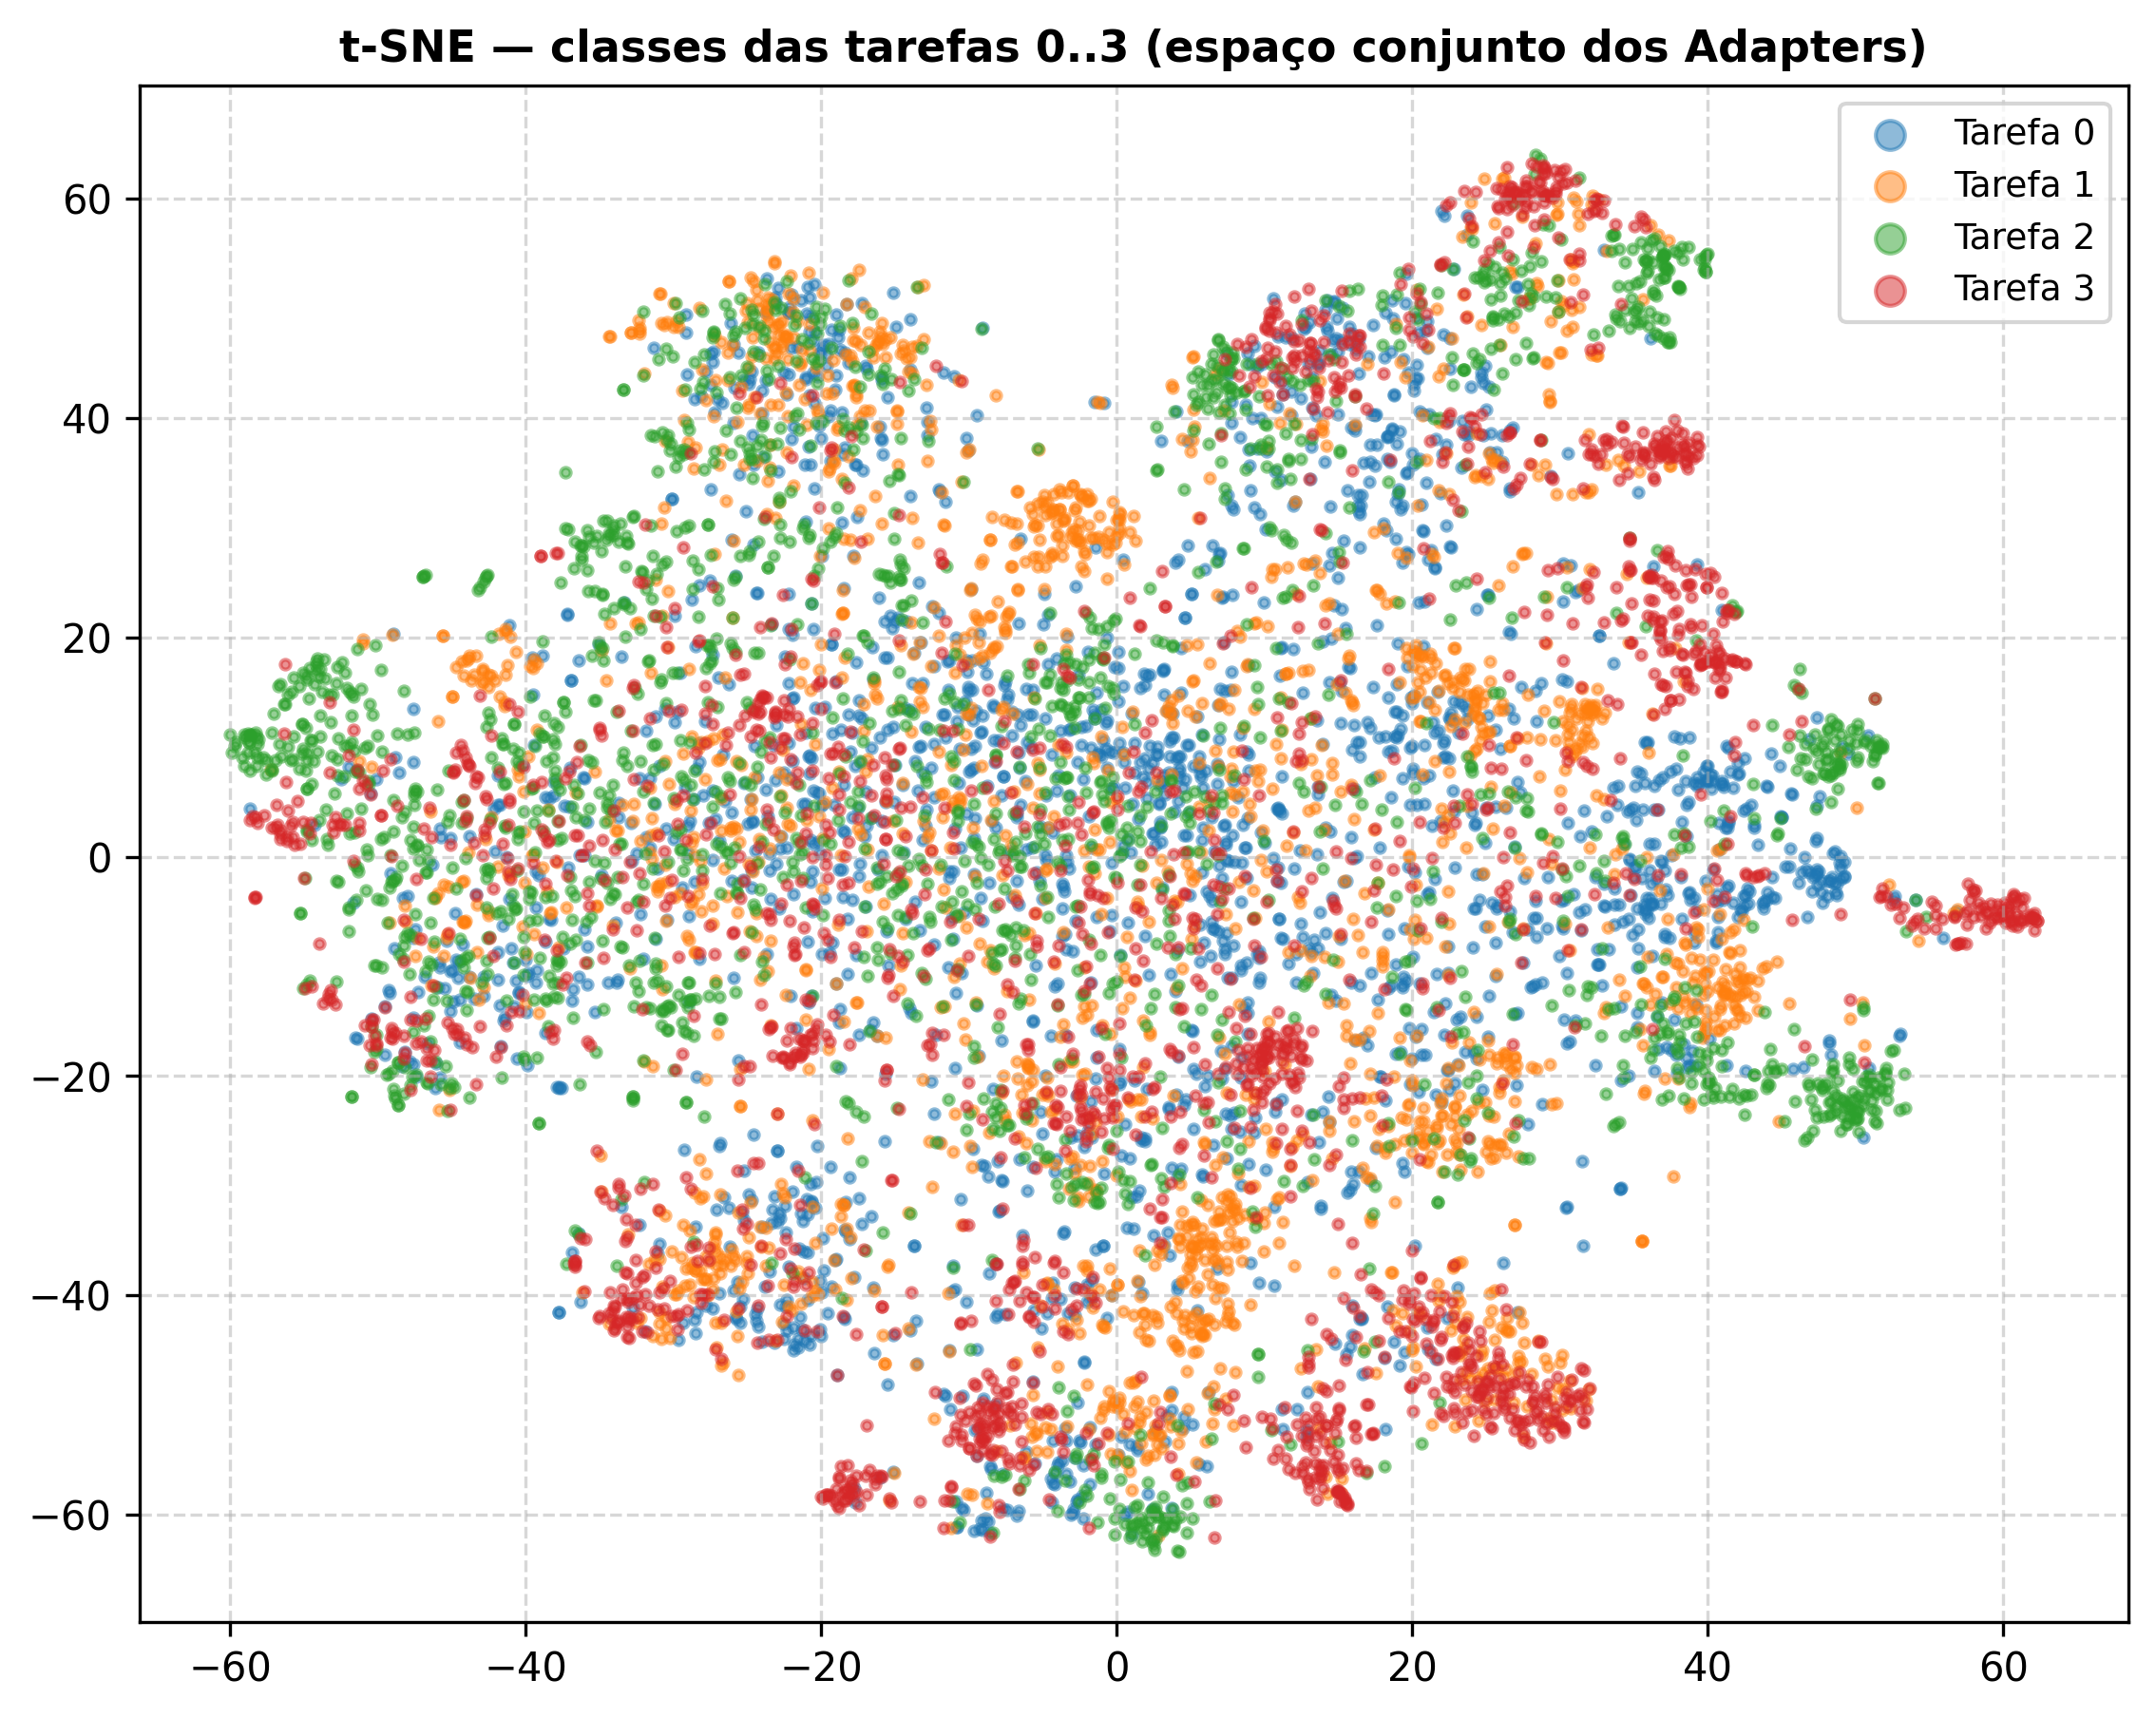 t-SNE — classes das tarefas 0..3 (espaço conjunto dos Adapters)
Tarefa 0
Tarefa 1
Tarefa 2
Tarefa 3
60
40
20
0
−20
−40
−60
−60 −40 −20 0 20 40 60